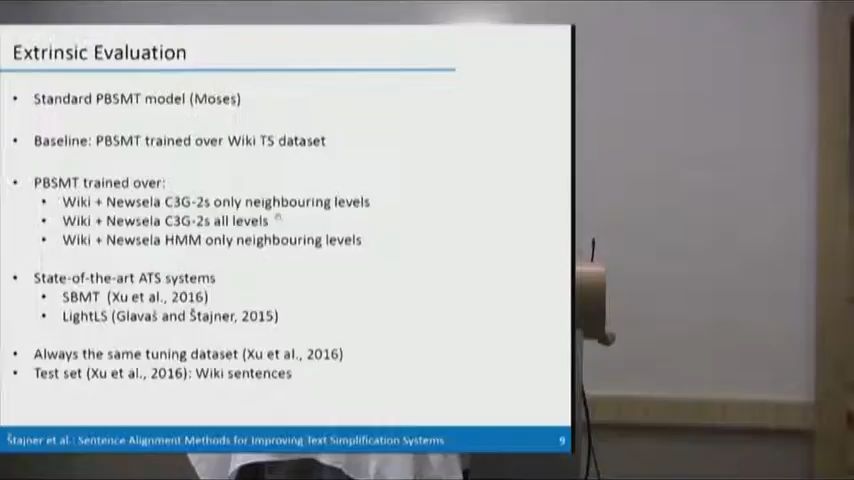 Extrinsic Evaluation
• Standard PBSMT model (Moses)
• Baseline: PBSMT trained over Wiki TS dataset
• PBSMT trained over:
• Wiki + Newsela C3G-2s only neighbouring levels
• Wiki + Newsela C3G-2s all levels
• Wiki + Newsela HMM only neighbouring levels
• State-of-the-art ATS systems
• SBMT (Xu et al., 2016)
• LightLS (Glavaš and Štajner, 2015)
• Always the same tuning dataset (Xu et al., 2016)
• Test set (Xu et al., 2016): Wiki sentences
Štajner et al.: Sentence Alignment Methods for Improving Text Simplification Systems 9